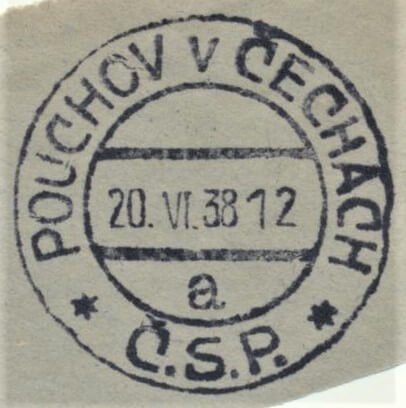 POUCHOV V ČECHÁCH
20. VI. 38 12
a
* Č.S.P. *